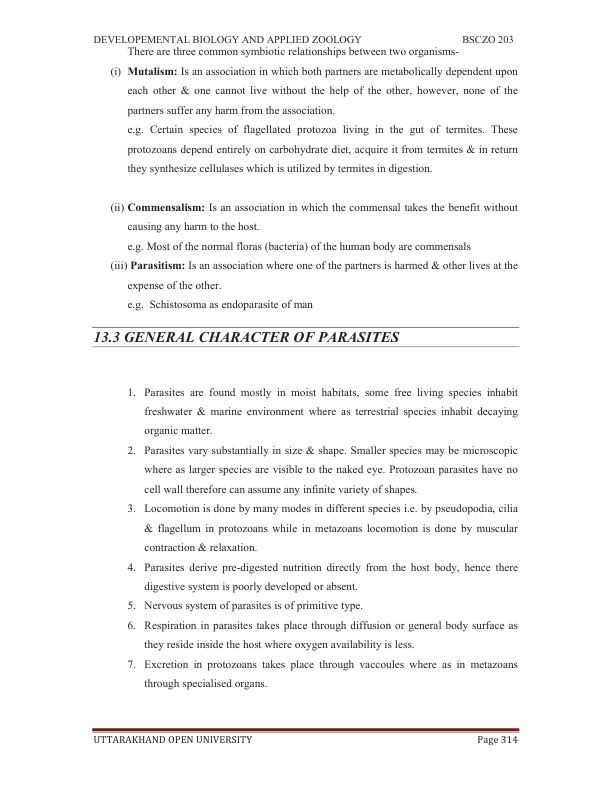 DEVELOPEMENTAL BIOLOGY AND APPLIED ZOOLOGY BSCZO 203
There are three common symbiotic relationships between two organisms-
(i) Mutalism: Is an association in which both partners are metabolically dependent upon
each other & one cannot live without the help of the other, however, none of the
partners suffer any harm from the association.
e.g. Certain species of flagellated protozoa living in the gut of termites. These
protozoans depend entirely on carbohydrate diet, acquire it from termites & in return
they synthesize cellulases which is utilized by termites in digestion.
(ii) Commensalism: Is an association in which the commensal takes the benefit without
causing any harm to the host.
e.g. Most of the normal floras (bacteria) of the human body are commensals
(iii) Parasitism: Is an association where one of the partners is harmed & other lives at the
expense of the other.
e.g. Schistosoma as endoparasite of man
13.3 GENERAL CHARACTER OF PARASITES
1. Parasites are found mostly in moist habitats, some free living species inhabit
freshwater & marine environment where as terrestrial species inhabit decaying
organic matter.
2. Parasites vary substantially in size & shape. Smaller species may be microscopic
where as larger species are visible to the naked eye. Protozoan parasites have no
cell wall therefore can assume any infinite variety of shapes.
3. Locomotion is done by many modes in different species i.e. by pseudopodia, cilia
& flagellum in protozoans while in metazoans locomotion is done by muscular
contraction & relaxation.
4. Parasites derive pre-digested nutrition directly from the host body, hence there
digestive system is poorly developed or absent.
5. Nervous system of parasites is of primitive type.
6. Respiration in parasites takes place through diffusion or general body surface as
they reside inside the host where oxygen availability is less.
7. Excretion in protozoans takes place through vaccoules where as in metazoans
through specialised organs.
UTTARAKHAND OPEN UNIVERSITY Page 314